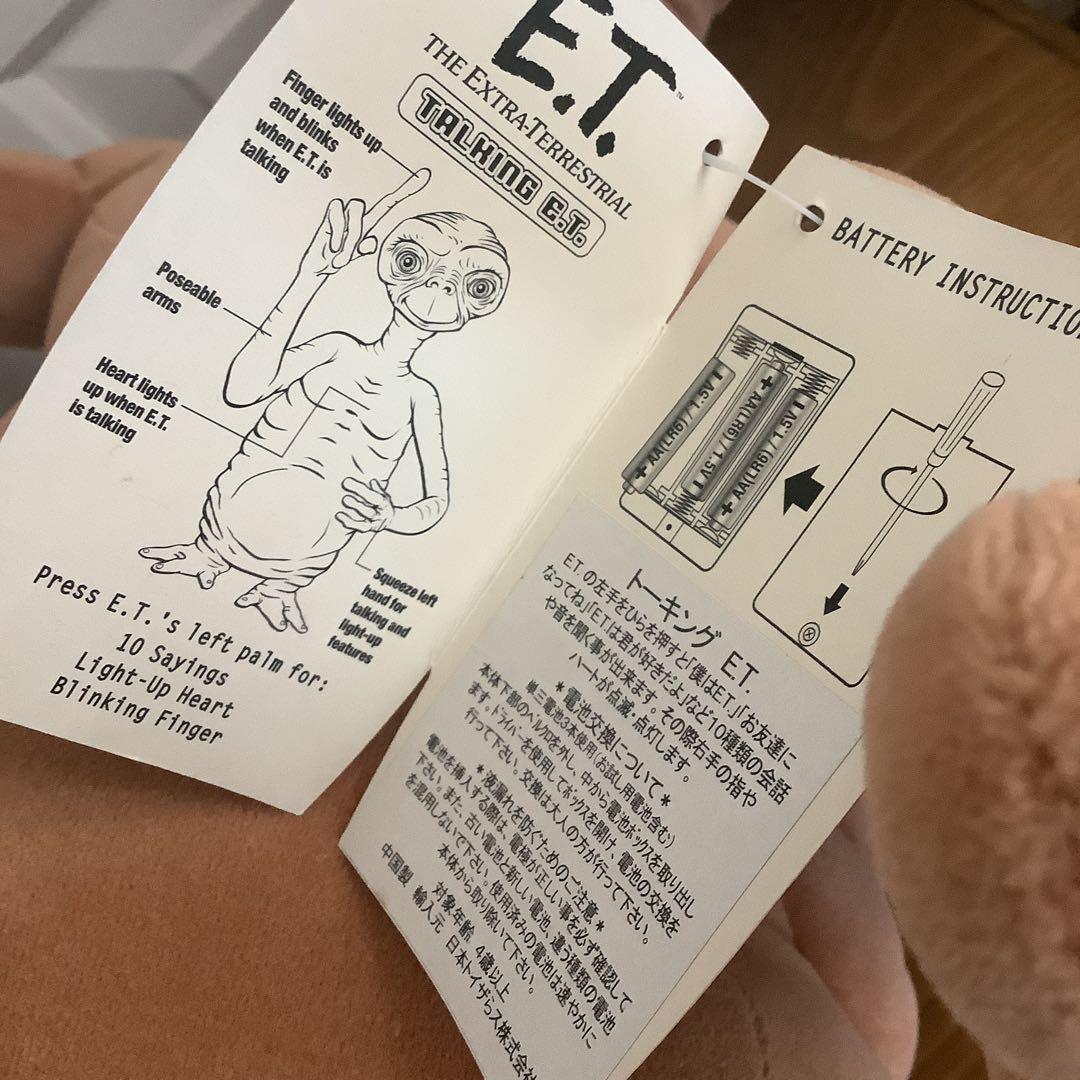 E.T.™
THE EXTRA-TERRESTRIAL
TALKING E.T.
Finger lights up
and blinks
when E.T. is
talking
Poseable
arms
Heart lights
up when E.T.
is talking
Squeeze left
hand for
talking and
light-up
features
Press E.T.'s left palm for:
10 Sayings
Light-Up Heart
Blinking Finger
BATTERY INSTRUCTIO
AA(LR6) / 1.5V
AA(LR6) / 1.5V
AA(LR6) / 1.5V
トーキング E.T.
E.T. の左手をひらを押すと「僕はE.T.」「お友達に
なってね」「E.T.は君が好きだよ」など10種類の会話
や音を聞く事が出来ます。その際右手の指や
ハートが点滅・点灯します。
*電池交換について*
単三電池3本使用(お試し用電池含む)
本体下部のベルクロを外し、中から電池ボックスを取り出し
ます。ドライバーを使用してボックスを開け、電池の交換を
行って下さい。交換は大人の方が行って下さい。
*液漏れを防ぐためのご注意*
電池を挿入する際は、電極が正しい事を必ず確認して
下さい。また、古い電池と新しい電池、違う種類の電池
を混用しないで下さい。使用済みの電池は速やかに
本体から取り除いて下さい。
対象年齢 4歳以上
中国製 輸入元 日本トイザらス株式会社